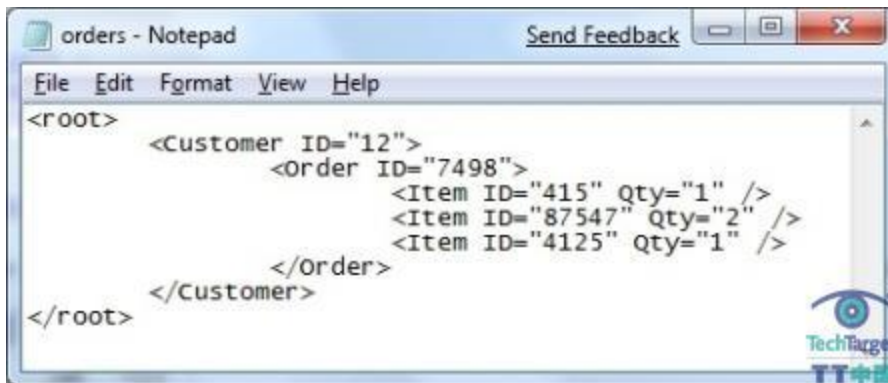 orders - Notepad Send Feedback
File Edit Format View Help
<root>
<Customer ID="12">
<Order ID="7498">
<Item ID="415" Qty="1" />
<Item ID="87547" Qty="2" />
<Item ID="4125" Qty="1" />
</Order>
</Customer>
</root>